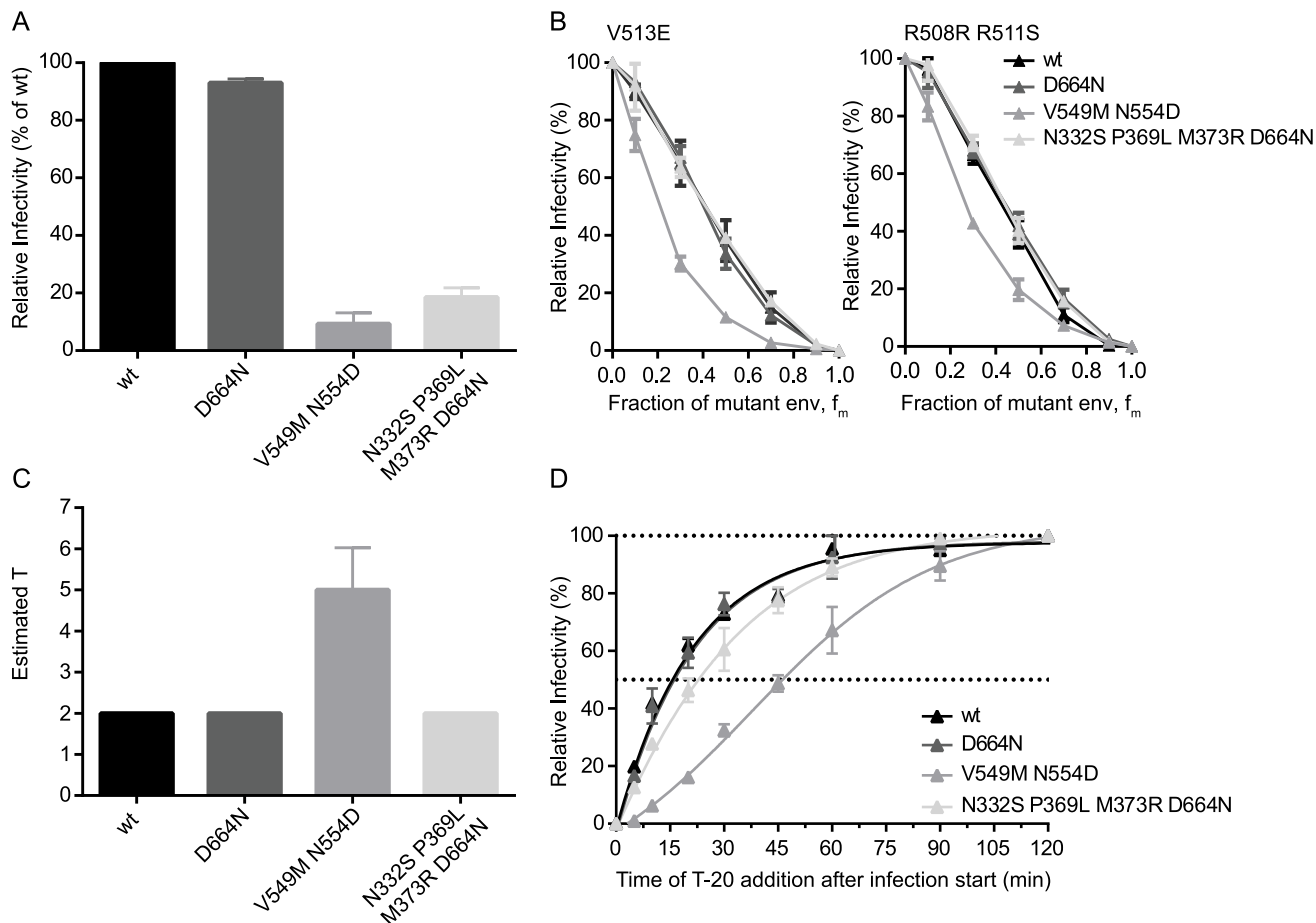 A
Relative Infectivity (% of wt)
100
80
60
40
20
0
wt
D664N
V549M N554D
N332S P369L
M373R D664N
B
V513E
Relative Infectivity (%)
100
80
60
40
20
0
0.0 0.2 0.4 0.6 0.8 1.0
Fraction of mutant env, fm
R508R R511S
Relative Infectivity (%)
100
80
60
40
20
0
0.0 0.2 0.4 0.6 0.8 1.0
Fraction of mutant env, fm
wt
D664N
V549M N554D
N332S P369L M373R D664N
C
Estimated T
7
6
5
4
3
2
1
0
wt
D664N
V549M N554D
N332S P369L
M373R D664N
D
Relative Infectivity (%)
100
80
60
40
20
0
0 15 30 45 60 75 90 105 120
Time of T-20 addition after infection start (min)
wt
D664N
V549M N554D
N332S P369L M373R D664N